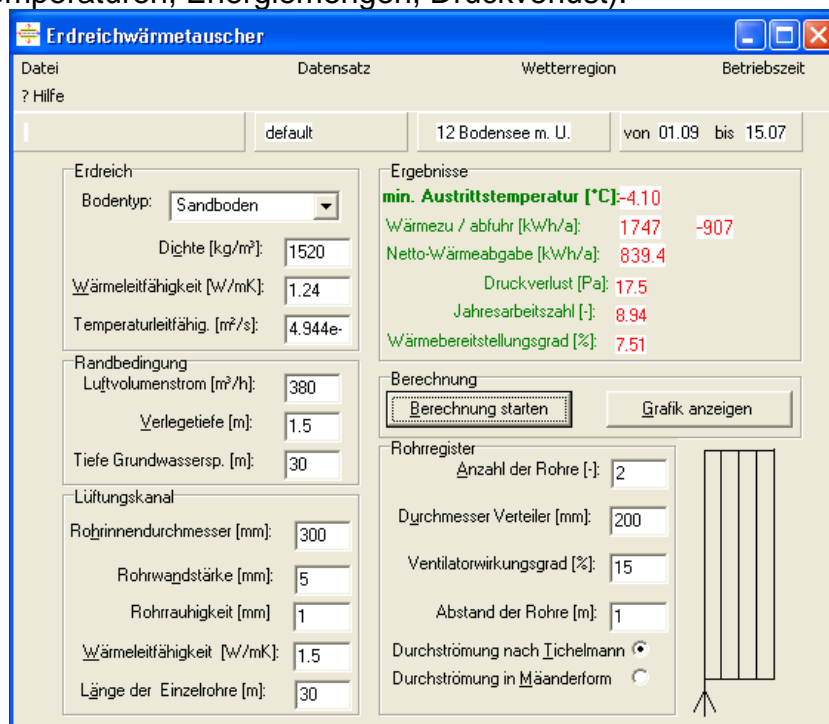 mperaturen, Energiemengen, Druckverlust).
Erdreichwärmetauscher
Datei Datensatz Wetterregion Betriebszeit
? Hilfe
default 12 Bodensee m. U. von 01.09 bis 15.07
Erdreich
Bodentyp: Sandboden
Dichte [kg/m³]: 1520
Wärmeleitfähigkeit [W/mK]: 1.24
Temperaturleitfähig. [m²/s]: 4.944e-
Randbedingung
Luftvolumenstrom [m³/h]: 380
Verlegetiefe [m]: 1.5
Tiefe Grundwassersp. [m]: 30
Lüftungskanal
Rohrinnendurchmesser [mm]: 300
Rohrwandstärke [mm]: 5
Rohrrauhigkeit [mm] 1
Wärmeleitfähigkeit [W/mK]: 1.5
Länge der Einzelrohre [m]: 30
Ergebnisse
min. Austrittstemperatur [°C]: -4.10
Wärmezu / abfuhr [kWh/a]: 1747 -907
Netto-Wärmeabgabe [kWh/a]: 839.4
Druckverlust [Pa]: 17.5
Jahresarbeitszahl [-]: 8.94
Wärmebereitstellungsgrad [%]: 7.51
Berechnung
Berechnung starten Grafik anzeigen
Rohrregister
Anzahl der Rohre [-]: 2
Durchmesser Verteiler [mm]: 200
Ventilatorwirkungsgrad [%]: 15
Abstand der Rohre [m]: 1
Durchströmung nach Tichelmann
Durchströmung in Mäanderform